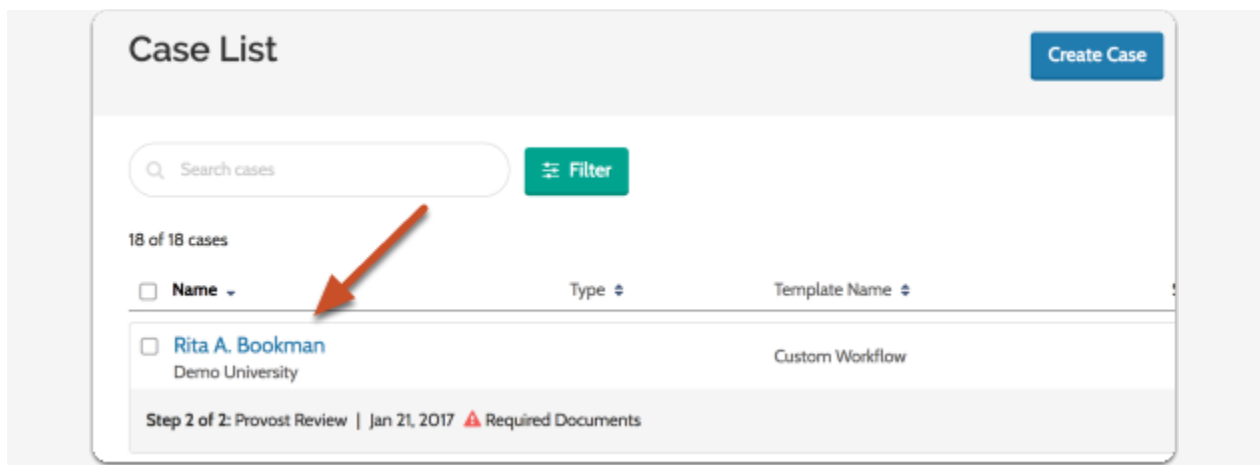 Case List
Create Case
Search cases
Filter
18 of 18 cases
Name Type Template Name
Rita A. Bookman
Demo University
Custom Workflow
Step 2 of 2: Provost Review | Jan 21, 2017 Required Documents